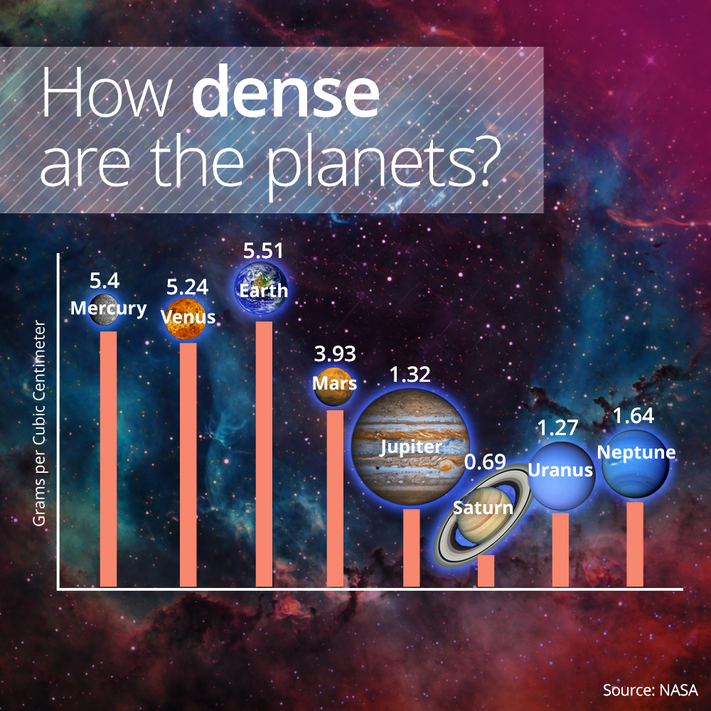 How dense
are the planets?
Grams per Cubic Centimeter
5.4
Mercury
5.24
Venus
5.51
Earth
3.93
Mars
1.32
Jupiter
0.69
Saturn
1.27
Uranus
1.64
Neptune
Source: NASA